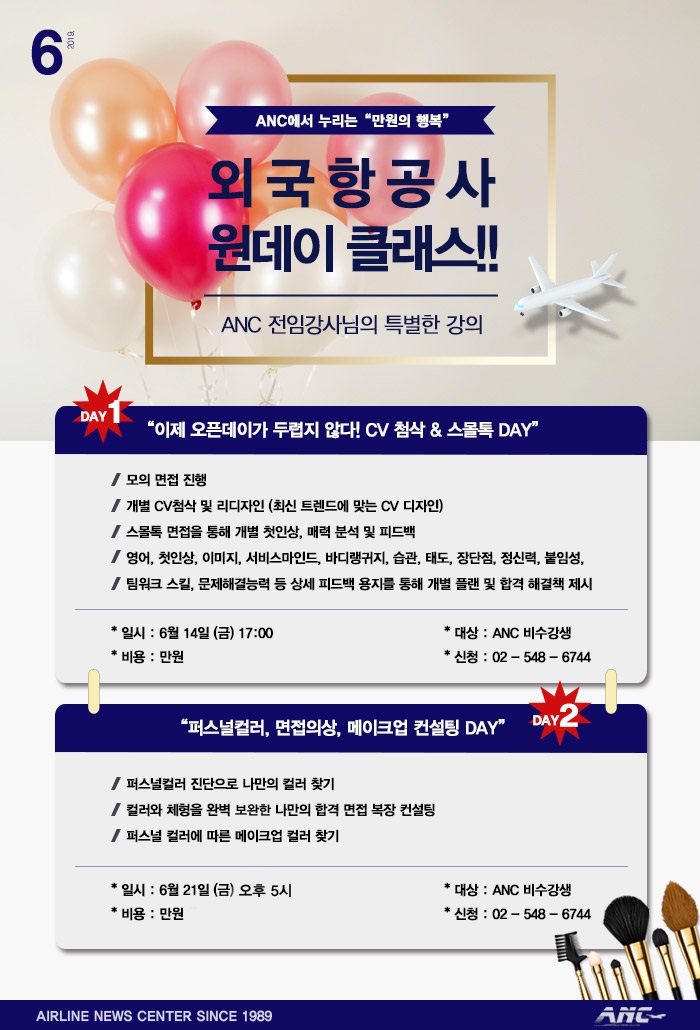 6
2019.
ANC에서 누리는 “만원의 행복”
외국항공사
원데이 클래스!!
ANC 전임강사님의 특별한 강의
DAY 1
“이제 오픈데이가 두렵지 않다! CV 첨삭 & 스몰톡 DAY”
// 모의 면접 진행
// 개별 CV첨삭 및 리디자인 (최신 트렌드에 맞는 CV 디자인)
// 스몰톡 면접을 통해 개별 첫인상, 매력 분석 및 피드백
// 영어, 첫인상, 이미지, 서비스마인드, 바디랭귀지, 습관, 태도, 장단점, 정신력, 붙임성,
// 팀워크 스킬, 문제해결능력 등 상세 피드백 용지를 통해 개별 플랜 및 합격 해결책 제시
* 일시 : 6월 14일 (금) 17:00
* 대상 : ANC 비수강생
* 비용 : 만원
* 신청 : 02 – 548 – 6744
“퍼스널컬러, 면접의상, 메이크업 컨설팅 DAY”
DAY 2
// 퍼스널컬러 진단으로 나만의 컬러 찾기
// 컬러와 체형을 완벽 보완한 나만의 합격 면접 복장 컨설팅
// 퍼스널 컬러에 따른 메이크업 컬러 찾기
* 일시 : 6월 21일 (금) 오후 5시
* 대상 : ANC 비수강생
* 비용 : 만원
* 신청 : 02 – 548 – 6744
AIRLINE NEWS CENTER SINCE 1989
ANC